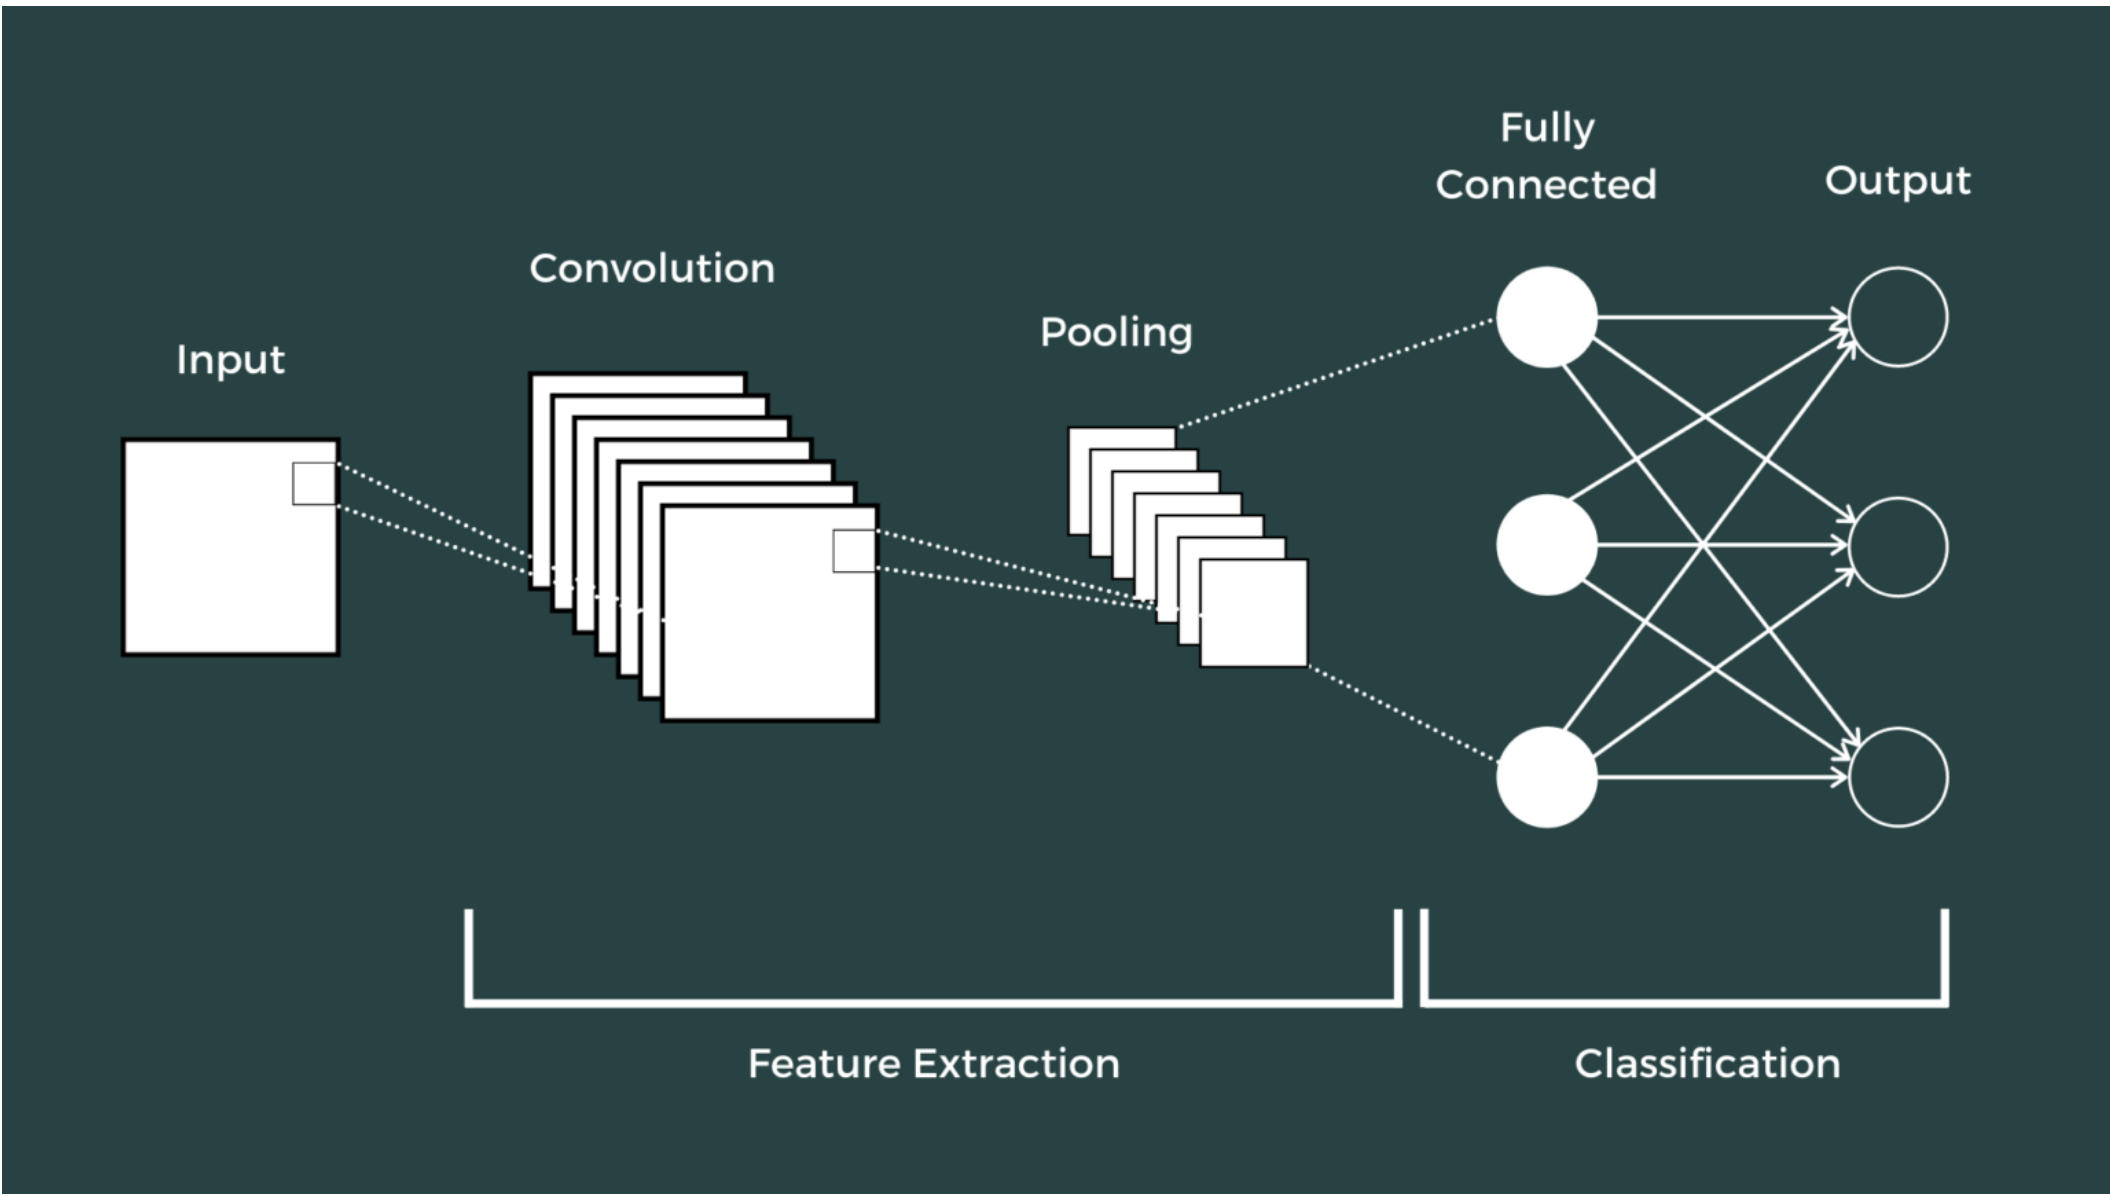 Input
Convolution
Pooling
Fully
Connected
Output
Feature Extraction
Classification